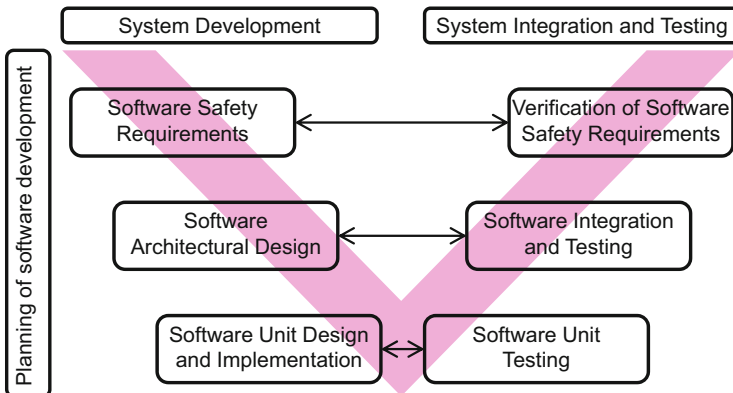 System Development
System Integration and Testing
Planning of software development
Software Safety
Requirements
Verification of Software
Safety Requirements
Software
Architectural Design
Software Integration
and Testing
Software Unit Design
and Implementation
Software Unit
Testing